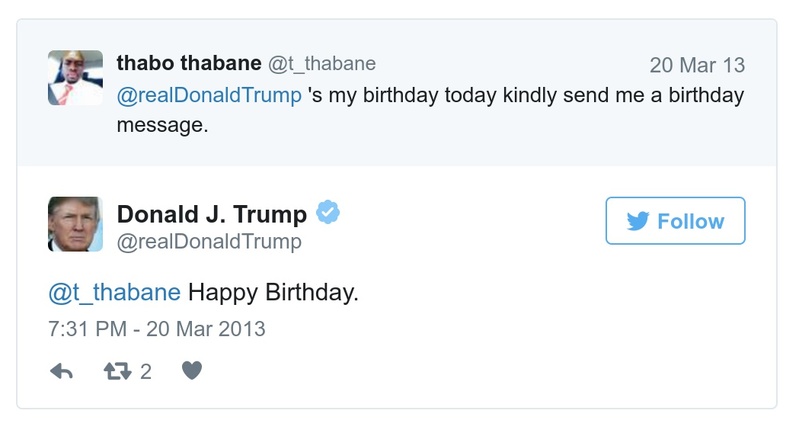 thabo thabane @t_thabane 20 Mar 13
@realDonaldTrump 's my birthday today kindly send me a birthday
message.
Donald J. Trump
@realDonaldTrump
Follow
@t_thabane Happy Birthday.
7:31 PM - 20 Mar 2013
2